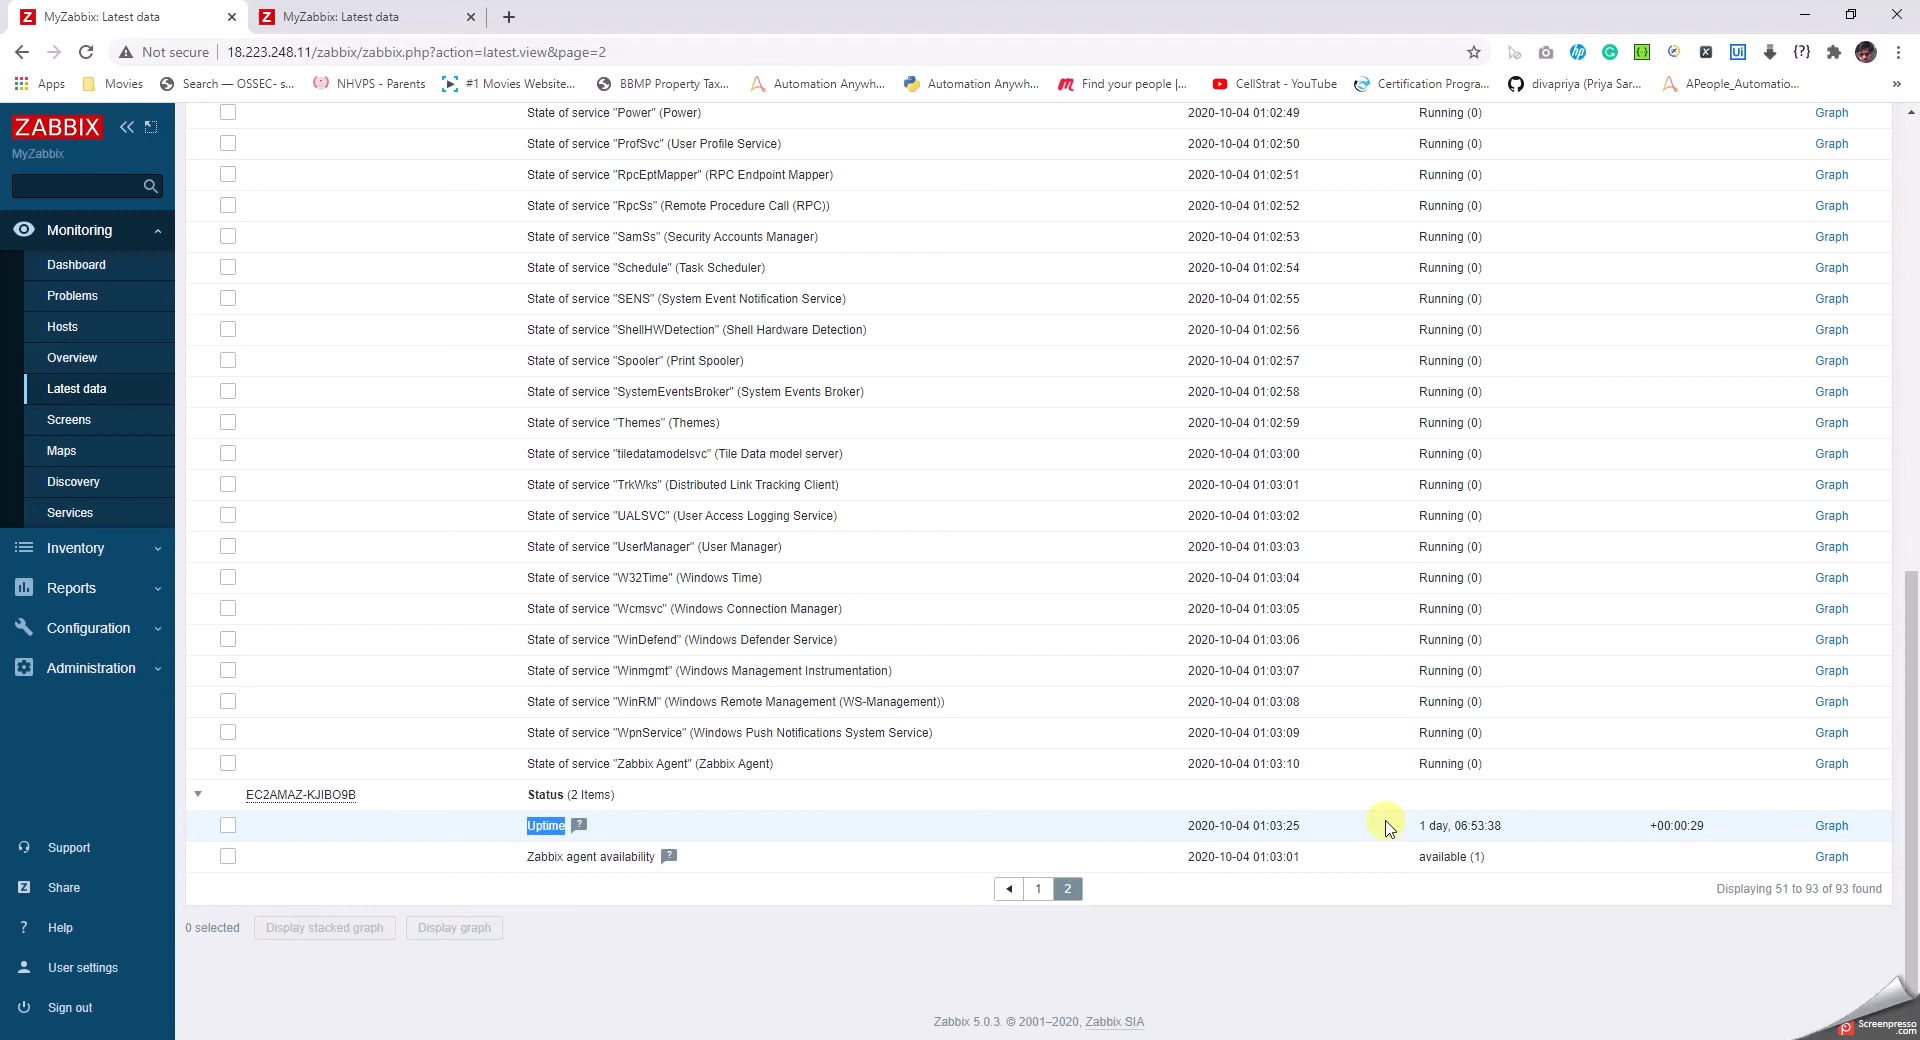 MyZabbix: Latest data
MyZabbix: Latest data
Not secure 18.223.248.11/zabbix/zabbix.php?action=latest.view&page=2
Apps Movies Search — OSSEC- s... NHVPS - Parents #1 Movies Website... BBMP Property Tax... Automation Anywh... Automation Anywh... Find your people |... CellStrat - YouTube Certification Progra... divapriya (Priya Sar... APeople_Automatio... »
ZABBIX
MyZabbix
Monitoring
Dashboard
Problems
Hosts
Overview
Latest data
Screens
Maps
Discovery
Services
Inventory
Reports
Configuration
Administration
Support
Share
Help
User settings
Sign out
State of service "Power" (Power) 2020-10-04 01:02:49 Running (0) Graph
State of service "ProfSvc" (User Profile Service) 2020-10-04 01:02:50 Running (0) Graph
State of service "RpcEptMapper" (RPC Endpoint Mapper) 2020-10-04 01:02:51 Running (0) Graph
State of service "RpcSs" (Remote Procedure Call (RPC)) 2020-10-04 01:02:52 Running (0) Graph
State of service "SamSs" (Security Accounts Manager) 2020-10-04 01:02:53 Running (0) Graph
State of service "Schedule" (Task Scheduler) 2020-10-04 01:02:54 Running (0) Graph
State of service "SENS" (System Event Notification Service) 2020-10-04 01:02:55 Running (0) Graph
State of service "ShellHWDetection" (Shell Hardware Detection) 2020-10-04 01:02:56 Running (0) Graph
State of service "Spooler" (Print Spooler) 2020-10-04 01:02:57 Running (0) Graph
State of service "SystemEventsBroker" (System Events Broker) 2020-10-04 01:02:58 Running (0) Graph
State of service "Themes" (Themes) 2020-10-04 01:02:59 Running (0) Graph
State of service "tiledatamodelsvc" (Tile Data model server) 2020-10-04 01:03:00 Running (0) Graph
State of service "TrkWks" (Distributed Link Tracking Client) 2020-10-04 01:03:01 Running (0) Graph
State of service "UALSVC" (User Access Logging Service) 2020-10-04 01:03:02 Running (0) Graph
State of service "UserManager" (User Manager) 2020-10-04 01:03:03 Running (0) Graph
State of service "W32Time" (Windows Time) 2020-10-04 01:03:04 Running (0) Graph
State of service "Wcmsvc" (Windows Connection Manager) 2020-10-04 01:03:05 Running (0) Graph
State of service "WinDefend" (Windows Defender Service) 2020-10-04 01:03:06 Running (0) Graph
State of service "Winmgmt" (Windows Management Instrumentation) 2020-10-04 01:03:07 Running (0) Graph
State of service "WinRM" (Windows Remote Management (WS-Management)) 2020-10-04 01:03:08 Running (0) Graph
State of service "WpnService" (Windows Push Notifications System Service) 2020-10-04 01:03:09 Running (0) Graph
State of service "Zabbix Agent" (Zabbix Agent) 2020-10-04 01:03:10 Running (0) Graph
EC2AMAZ-KJIBO9B Status (2 Items)
Uptime ? 2020-10-04 01:03:25 1 day, 06:53:38 +00:00:29 Graph
Zabbix agent availability ? 2020-10-04 01:03:01 available (1) Graph
1 2 Displaying 51 to 93 of 93 found
0 selected Display stacked graph Display graph
Zabbix 5.0.3. © 2001–2020, Zabbix SIA
Screenpresso
.com